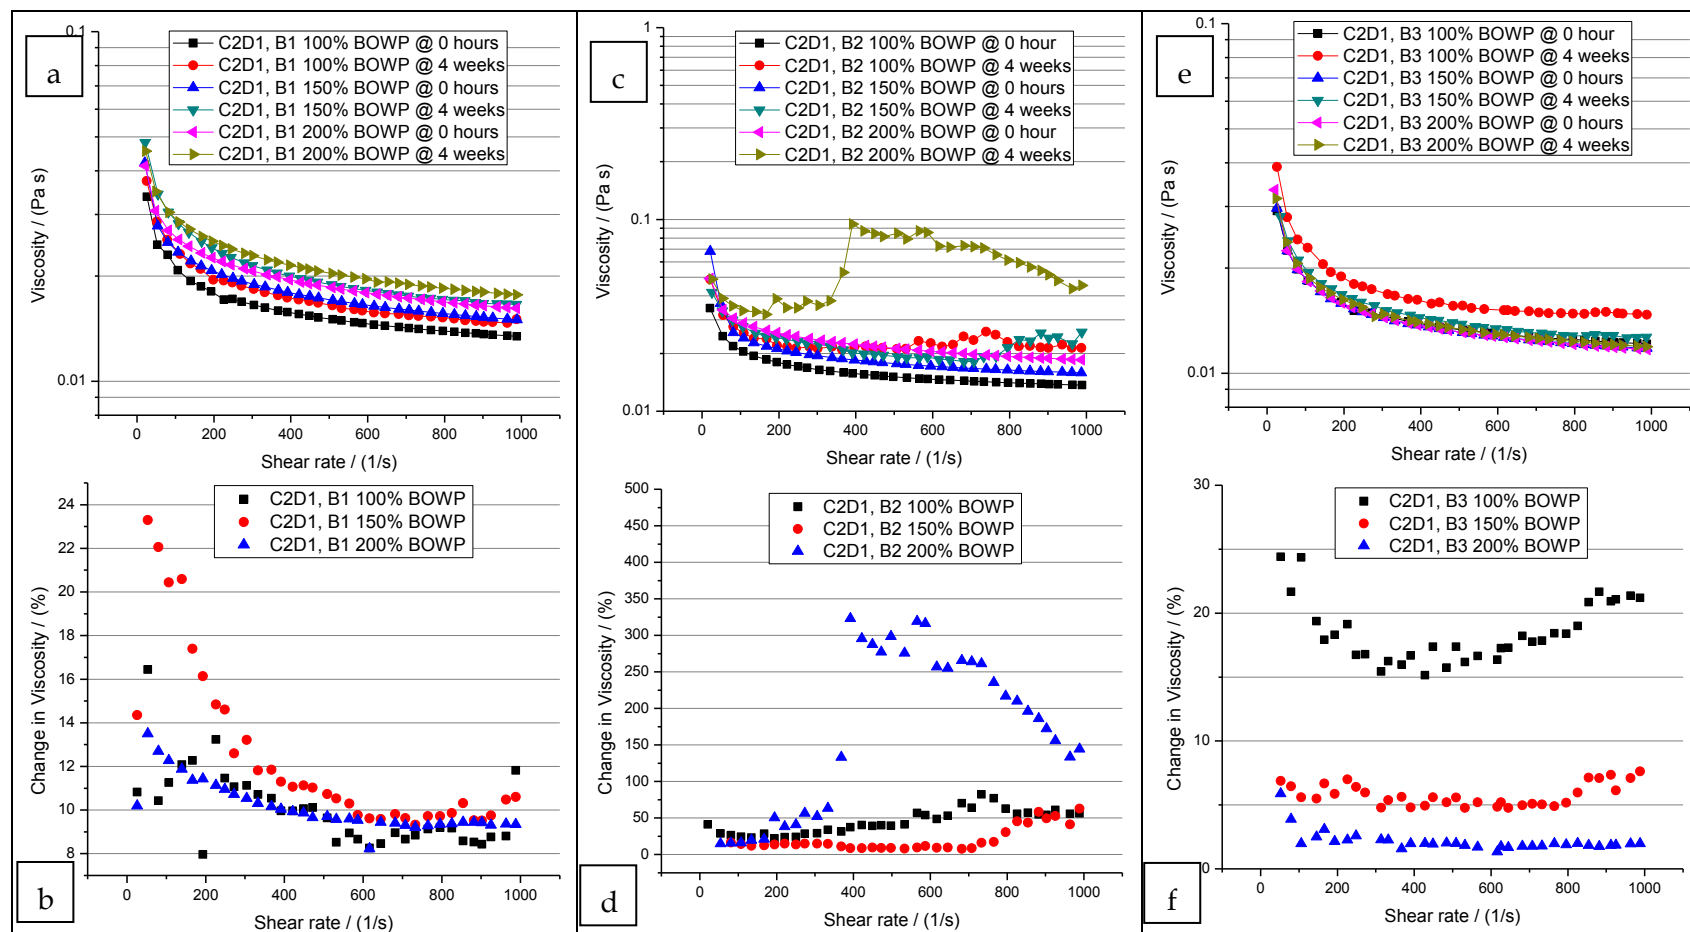 a
C2D1, B1 100% BOWP @ 0 hours
C2D1, B1 100% BOWP @ 4 weeks
C2D1, B1 150% BOWP @ 0 hours
C2D1, B1 150% BOWP @ 4 weeks
C2D1, B1 200% BOWP @ 0 hours
C2D1, B1 200% BOWP @ 4 weeks
0.1
0.01
Viscosity / (Pa s)
0 200 400 600 800 1000
Shear rate / (1/s)
c
C2D1, B2 100% BOWP @ 0 hour
C2D1, B2 100% BOWP @ 4 weeks
C2D1, B2 150% BOWP @ 0 hours
C2D1, B2 150% BOWP @ 4 weeks
C2D1, B2 200% BOWP @ 0 hour
C2D1, B2 200% BOWP @ 4 weeks
1
0.1
0.01
Viscosity / (Pa s)
0 200 400 600 800 1000
Shear rate / (1/s)
e
C2D1, B3 100% BOWP @ 0 hour
C2D1, B3 100% BOWP @ 4 weeks
C2D1, B3 150% BOWP @ 0 hours
C2D1, B3 150% BOWP @ 4 weeks
C2D1, B3 200% BOWP @ 0 hours
C2D1, B3 200% BOWP @ 4 weeks
0.1
0.01
Viscosity / (Pa s)
0 200 400 600 800 1000
Shear rate / (1/s)
b
C2D1, B1 100% BOWP
C2D1, B1 150% BOWP
C2D1, B1 200% BOWP
24
22
20
18
16
14
12
10
8
Change in Viscosity / (%)
0 200 400 600 800 1000
Shear rate / (1/s)
d
C2D1, B2 100% BOWP
C2D1, B2 150% BOWP
C2D1, B2 200% BOWP
500
450
400
350
300
250
200
150
100
50
0
Change in Viscosity / (%)
0 200 400 600 800 1000
Shear rate / (1/s)
f
C2D1, B3 100% BOWP
C2D1, B3 150% BOWP
C2D1, B3 200% BOWP
30
20
10
0
Change in Viscosity / (%)
0 200 400 600 800 1000
Shear rate / (1/s)